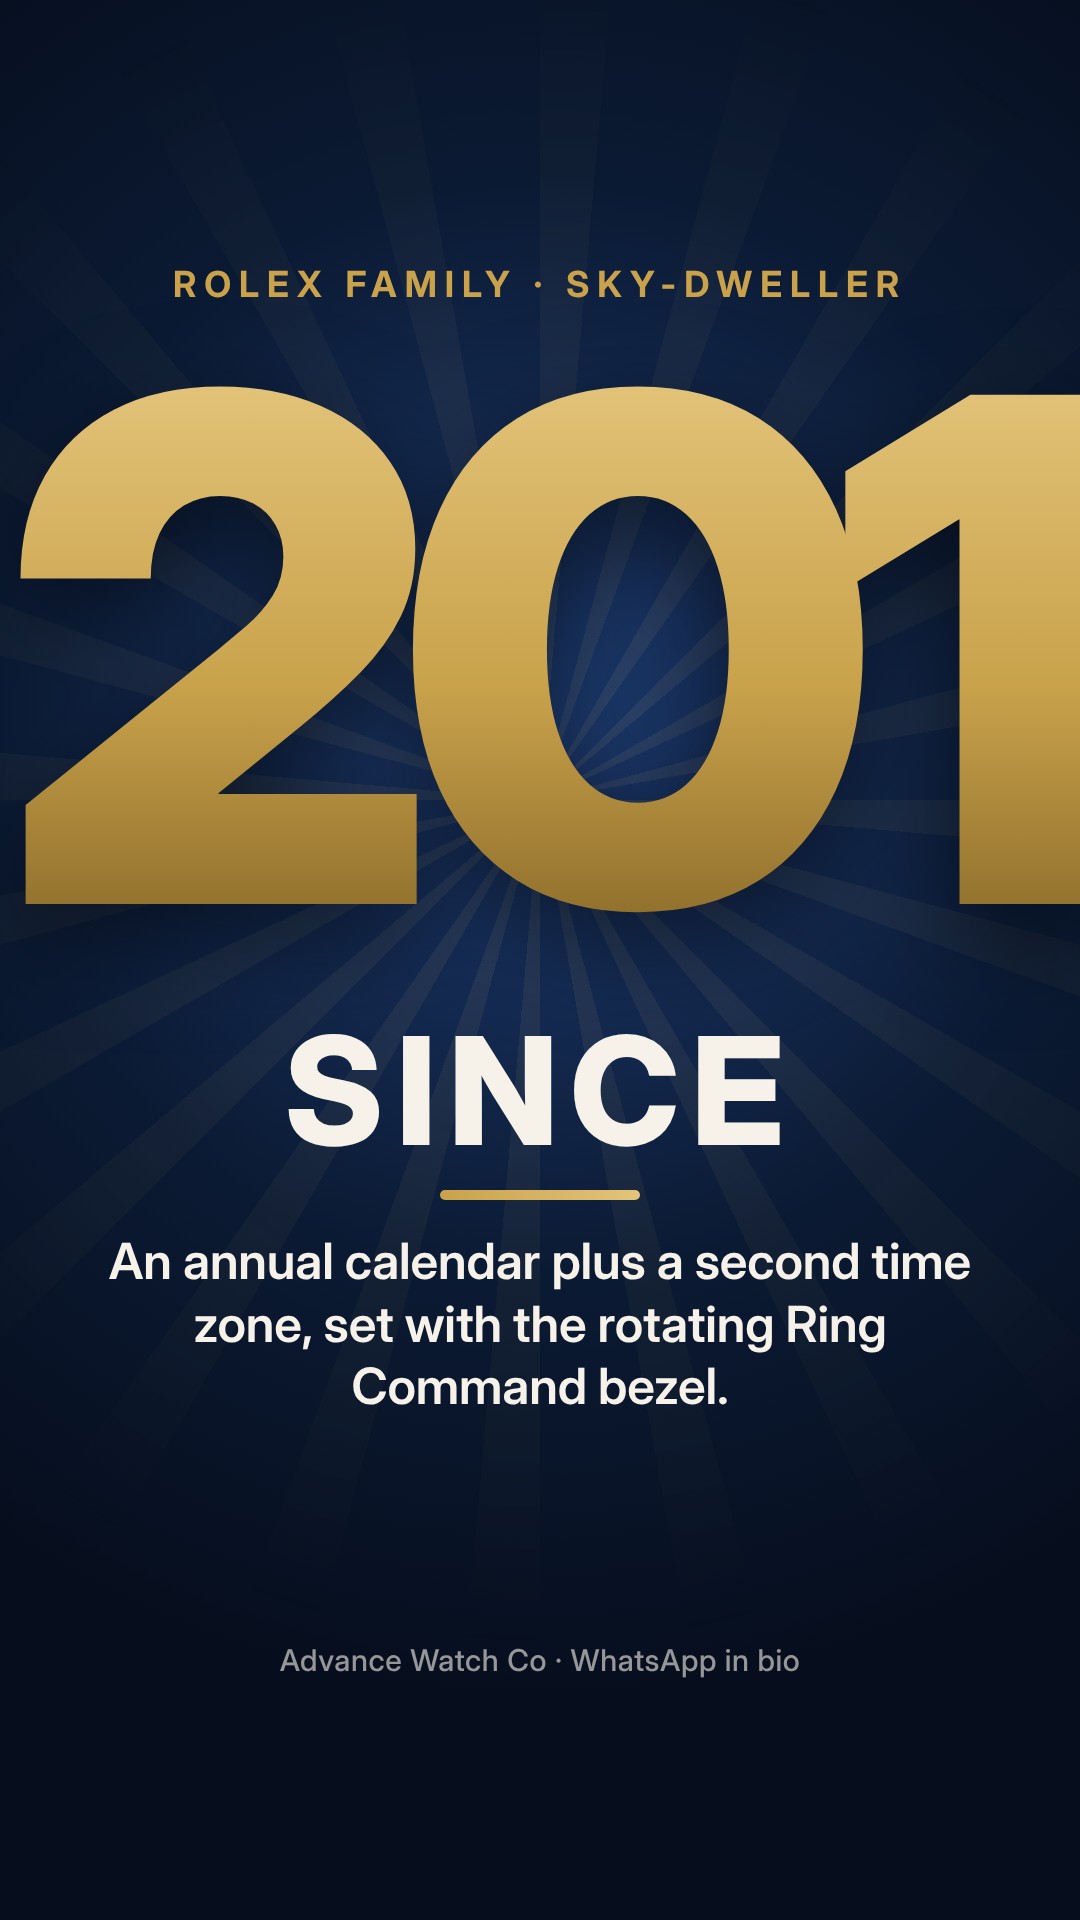 ROLEX FAMILY · SKY-DWELLER
201
SINCE
An annual calendar plus a second time
zone, set with the rotating Ring
Command bezel.
Advance Watch Co · WhatsApp in bio